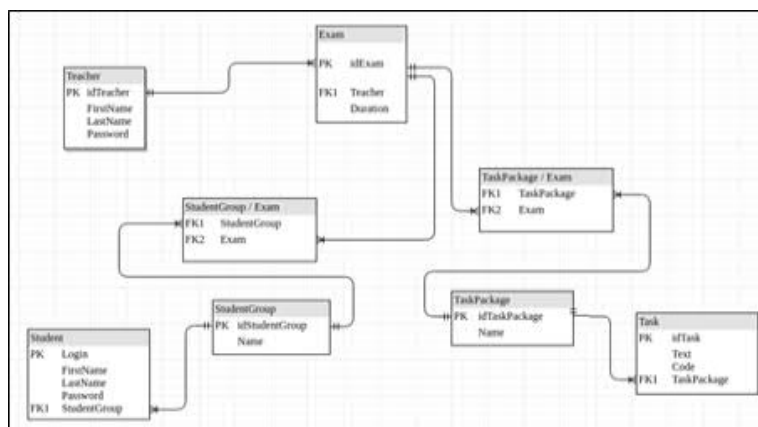 Exam
PK idExam
FK1 Teacher
Duration
Teacher
PK idTeacher
FirstName
LastName
Password
TaskPackage / Exam
FK1 TaskPackage
FK2 Exam
StudentGroup / Exam
FK1 StudentGroup
FK2 Exam
TaskPackage
PK idTaskPackage
Name
StudentGroup
PK idStudentGroup
Name
Task
PK idTask
Text
Code
FK1 TaskPackage
Student
PK Login
FirstName
LastName
Password
FK1 StudentGroup